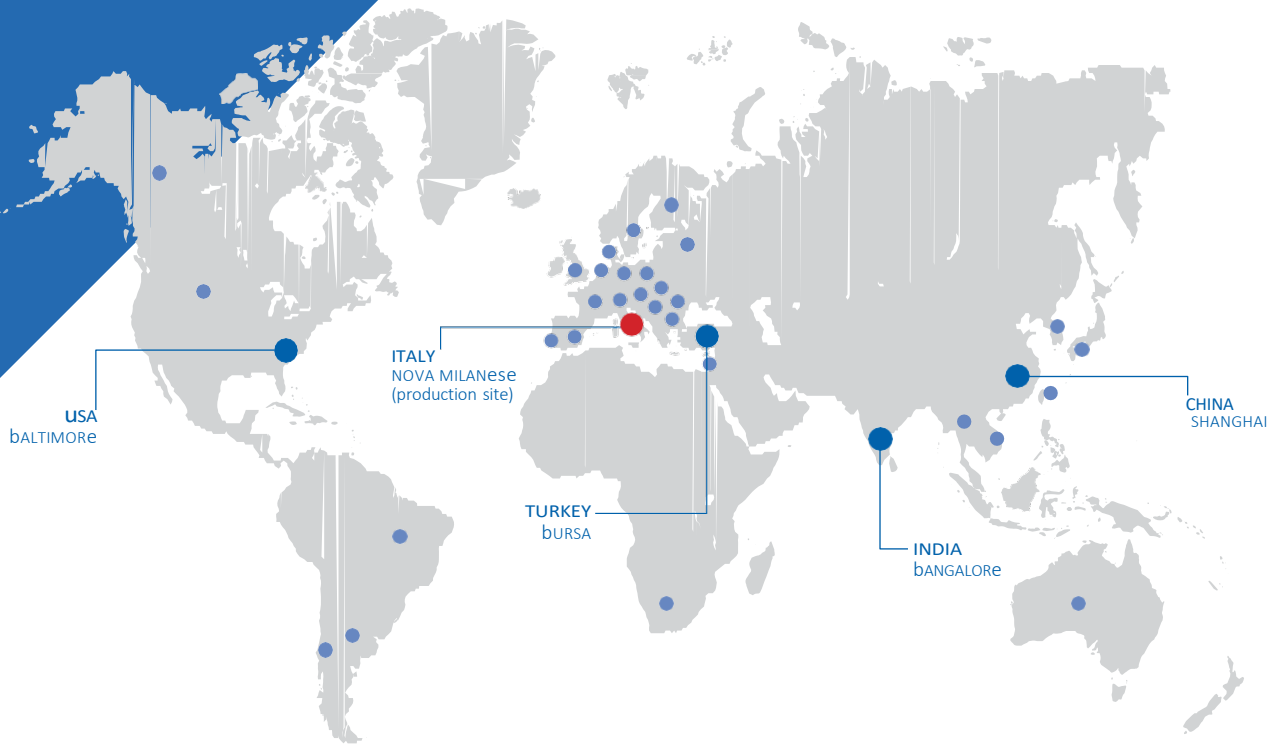 ITALY
NOVA MILANese
(production site)
uSA
bALTIMORe
CHINA
SHANGHAI
TURKEY
bURSA
INDIA
bANGALORe